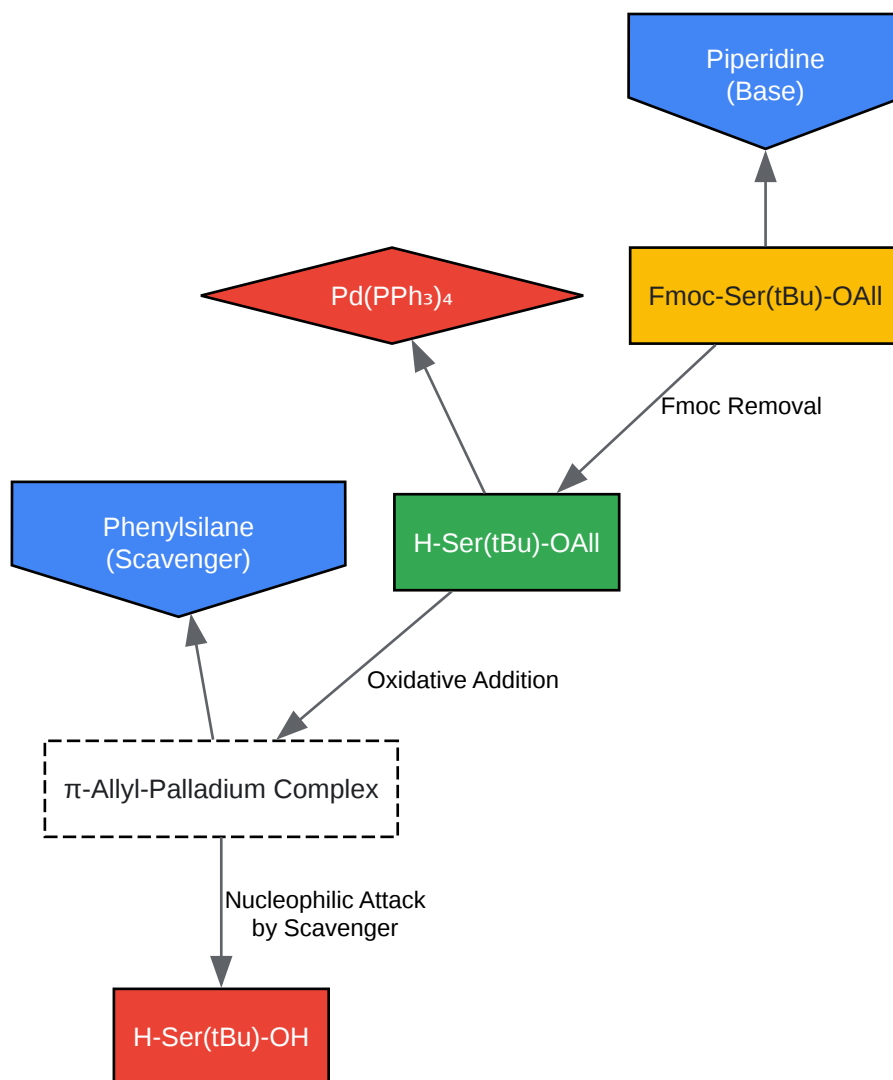 Piperidine
(Base)
Pd(PPh₃)₄
Fmoc-Ser(tBu)-OAll
Fmoc Removal
Phenylsilane
(Scavenger)
H-Ser(tBu)-OAll
Oxidative Addition
π-Allyl-Palladium Complex
Nucleophilic Attack
by Scavenger
H-Ser(tBu)-OH